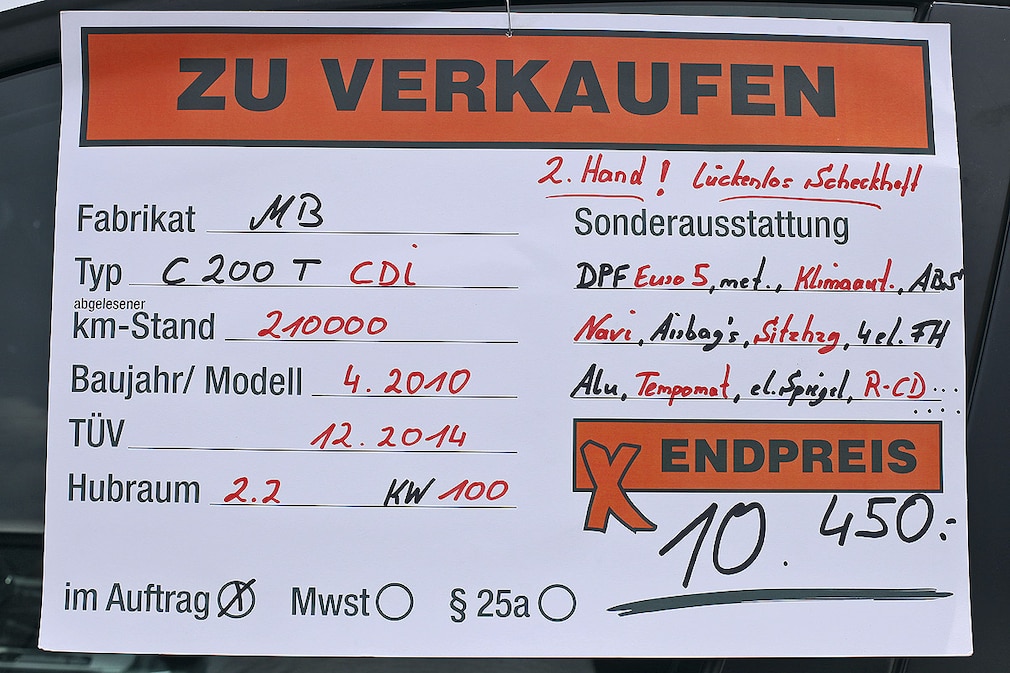 ZU VERKAUFEN
2. Hand! Lückenlos Scheckheft
Fabrikat MB
Typ C 200 T CDi
abgelesener
km-Stand 210000
Baujahr/ Modell 4.2010
TÜV 12.2014
Hubraum 2.2 KW 100
Sonderausstattung
DPF Euro 5, met., Klimaaut., ABS
Navi, Airbag's, Sitzhzg, 4 el. FH
Alu, Tempomat, el. Spiegel, R-CD.......
X ENDPREIS
10.450.-
im Auftrag X Mwst § 25a